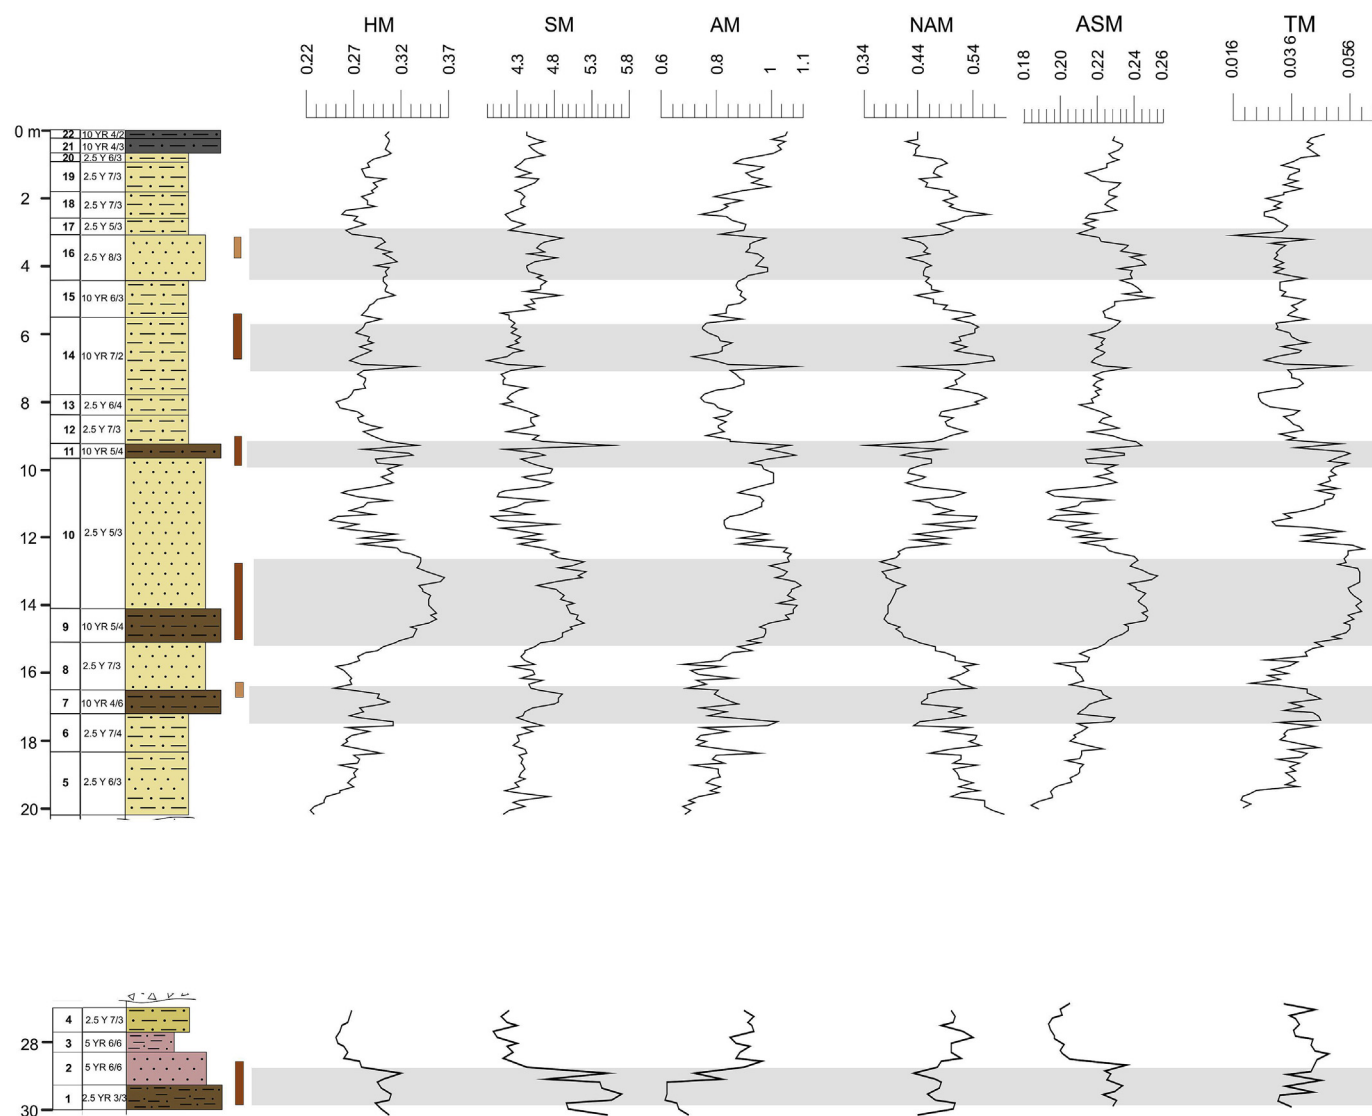 HM SM AM NAM ASM TM
0.22 0.27 0.32 0.37 4.3 4.8 5.3 5.8 0.6 0.8 1 1.1 0.34 0.44 0.54 0.18 0.20 0.22 0.24 0.26 0.016 0.03 6 0.056
0 m 22 10 YR 4/2
21 10 YR 4/3
20 2.5 Y 6/3
19 2.5 Y 7/3
2 18 2.5 Y 7/3
17 2.5 Y 5/3
16 2.5 Y 8/3
4
15 10 YR 6/3
6
14 10 YR 7/2
8 13 2.5 Y 6/4
12 2.5 Y 7/3
11 10 YR 5/4
10
10 2.5 Y 5/3
12
14
9 10 YR 5/4
8 2.5 Y 7/3
16
7 10 YR 4/6
6 2.5 Y 7/4
18
5 2.5 Y 6/3
20
4 2.5 Y 7/3
28 3 5 YR 6/6
2 5 YR 6/6
1 2.5 YR 3/3
30